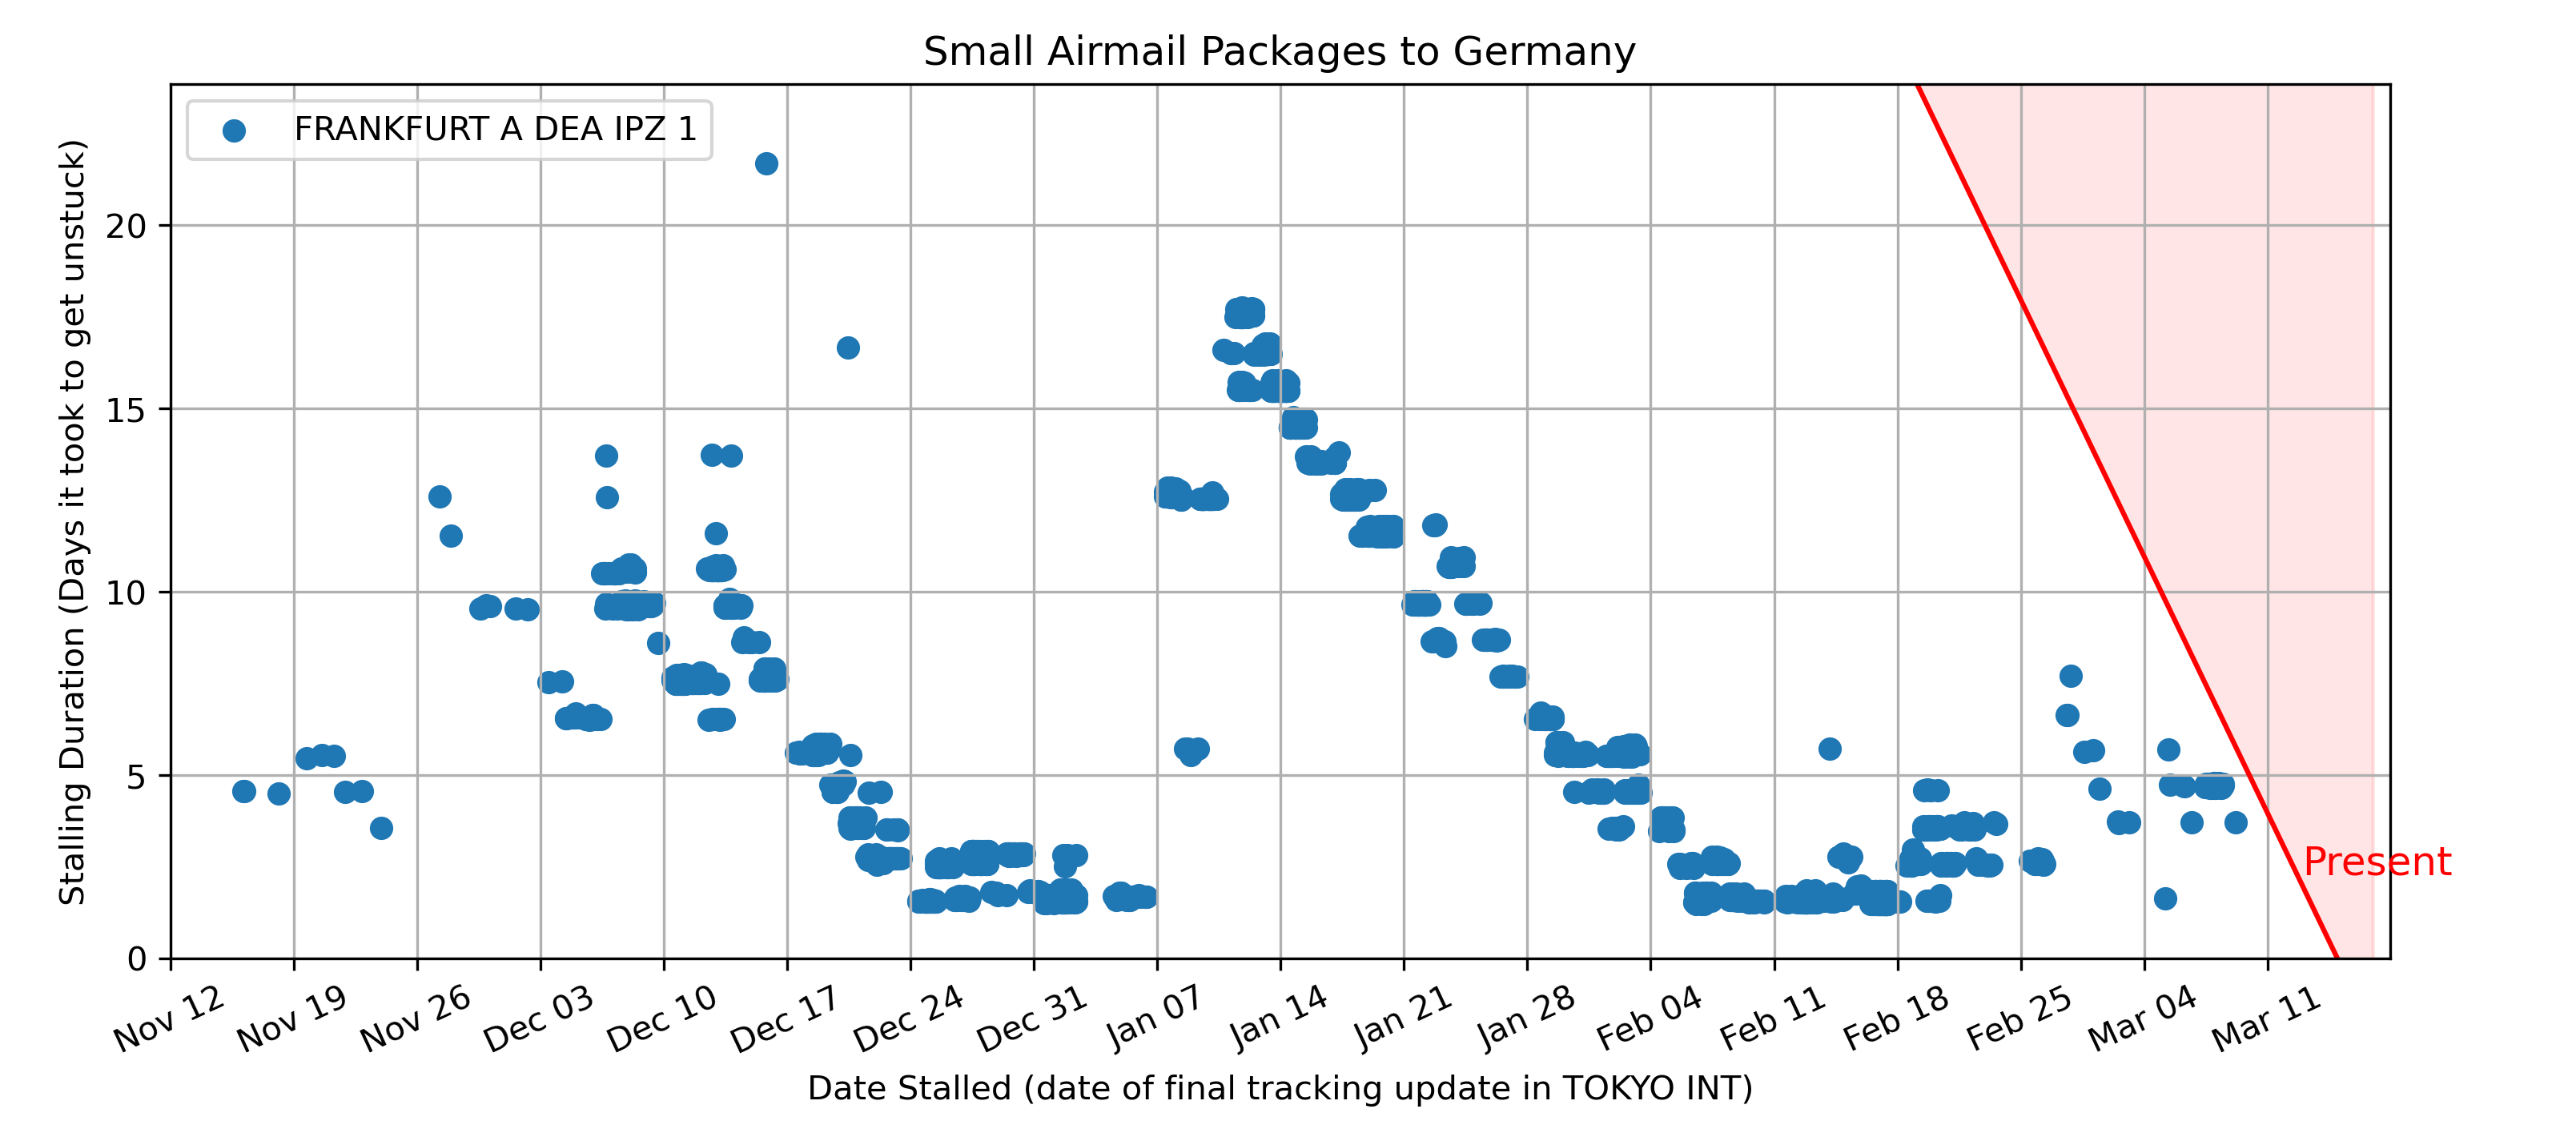 Small Airmail Packages to Germany
FRANKFURT A DEA IPZ 1
Stalling Duration (Days it took to get unstuck)
20
15
10
5
0
Present
Nov 12
Nov 19
Nov 26
Dec 03
Dec 10
Dec 17
Dec 24
Dec 31
Jan 07
Jan 14
Jan 21
Jan 28
Feb 04
Feb 11
Feb 18
Feb 25
Mar 04
Mar 11
Date Stalled (date of final tracking update in TOKYO INT)